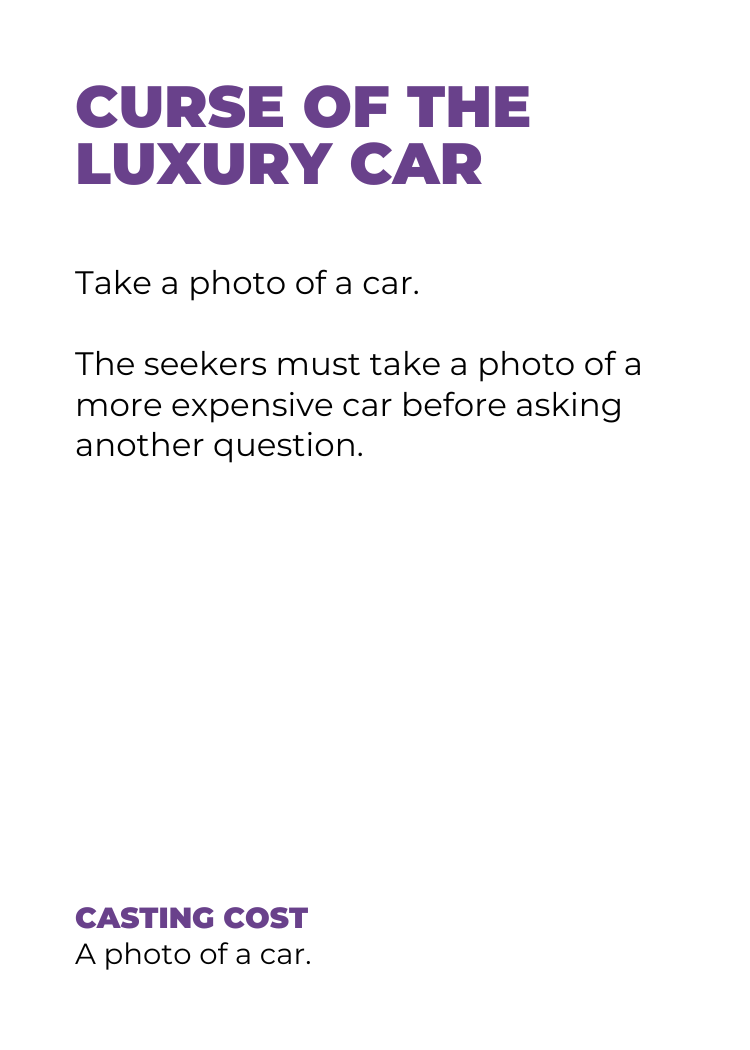 CURSE OF THE
LUXURY CAR
Take a photo of a car.
The seekers must take a photo of a
more expensive car before asking
another question.
CASTING COST
A photo of a car.